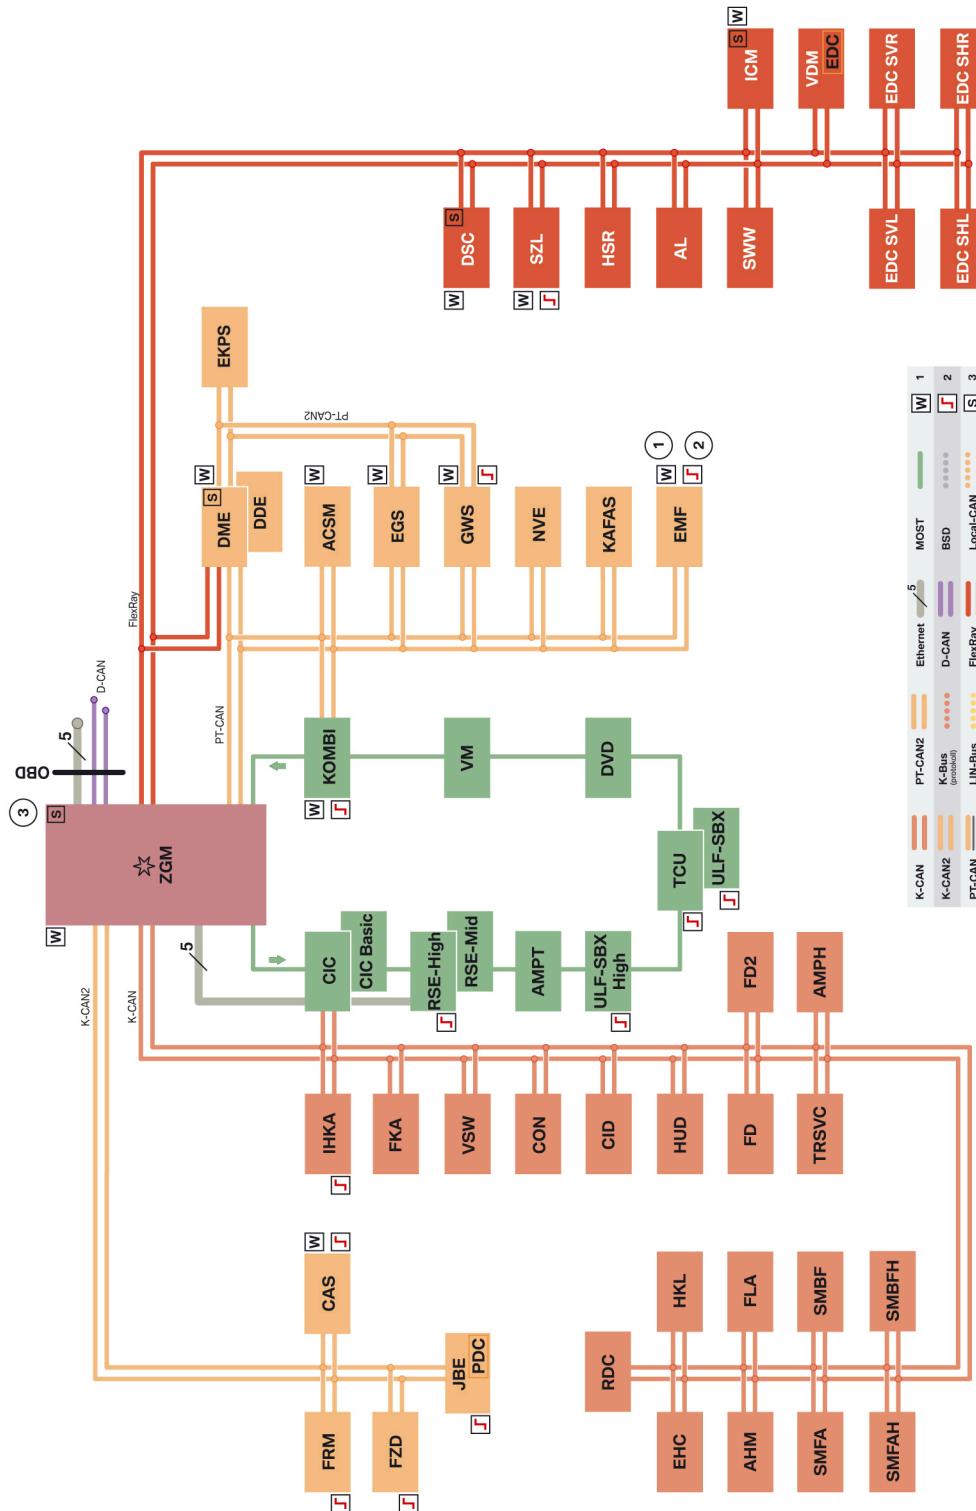 ZGM
W
S
3
OBD
5
D-CAN
K-CAN2
K-CAN
5
PT-CAN
FlexRay
FRM
CAS
W
FZD
JBE
PDC
RDC
EHC
HKL
AHM
FLA
SMFA
SMBF
SMFAH
SMBFH
IHKA
FKA
VSW
CON
CID
HUD
FD
FD2
TRSVC
AMPH
CIC
CIC Basic
RSE-High
RSE-Mid
AMPT
ULF-SBX
High
TCU
ULF-SBX
DVD
VM
KOMBI
W
DME
S
W
DDE
EKPS
PT-CAN2
ACSM
W
EGS
W
GWS
W
NVE
KAFAS
EMF
W
1
2
DSC
S
W
SZL
W
HSR
AL
SWW
ICM
S
W
VDM
EDC
EDC SVL
EDC SVR
EDC SHL
EDC SHR
K-CAN
PT-CAN2
Ethernet
5
MOST
W
1
K-CAN2
K-Bus
(protokoll)
D-CAN
BSD
2
PT-CAN
LIN-Bus
FlexRay
Local-CAN
S
3